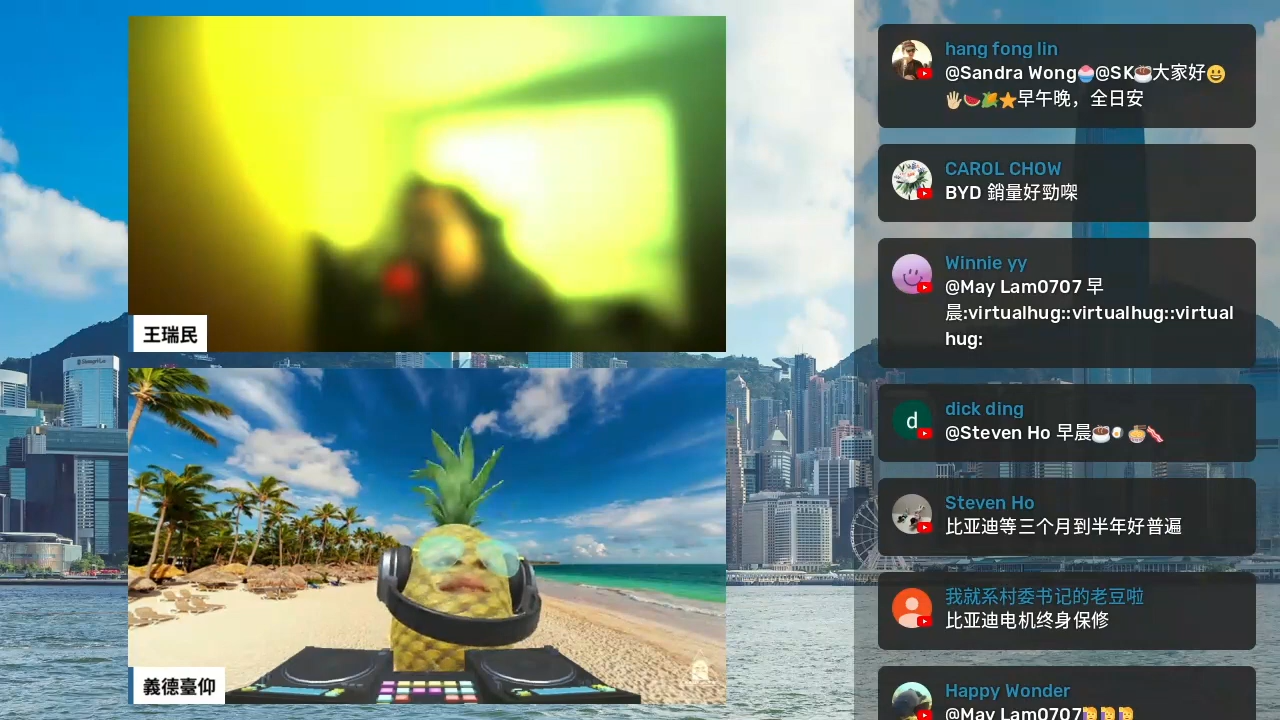 王瑞民
義德臺仰
hang fong lin
@Sandra Wong🧁@SK☕大家好😀
🖐🏻🍉🌽⭐早午晚，全日安
CAROL CHOW
BYD 銷量好勁㗎
Winnie yy
@May Lam0707 早
晨:virtualhug::virtualhug::virtual
hug:
d
dick ding
@Steven Ho 早晨☕🍳🍜🥓
Steven Ho
比亚迪等三个月到半年好普遍
我就系村委书记的老豆啦
比亚迪电机终身保修
Happy Wonder
@May Lam0707🙋🙋🙋